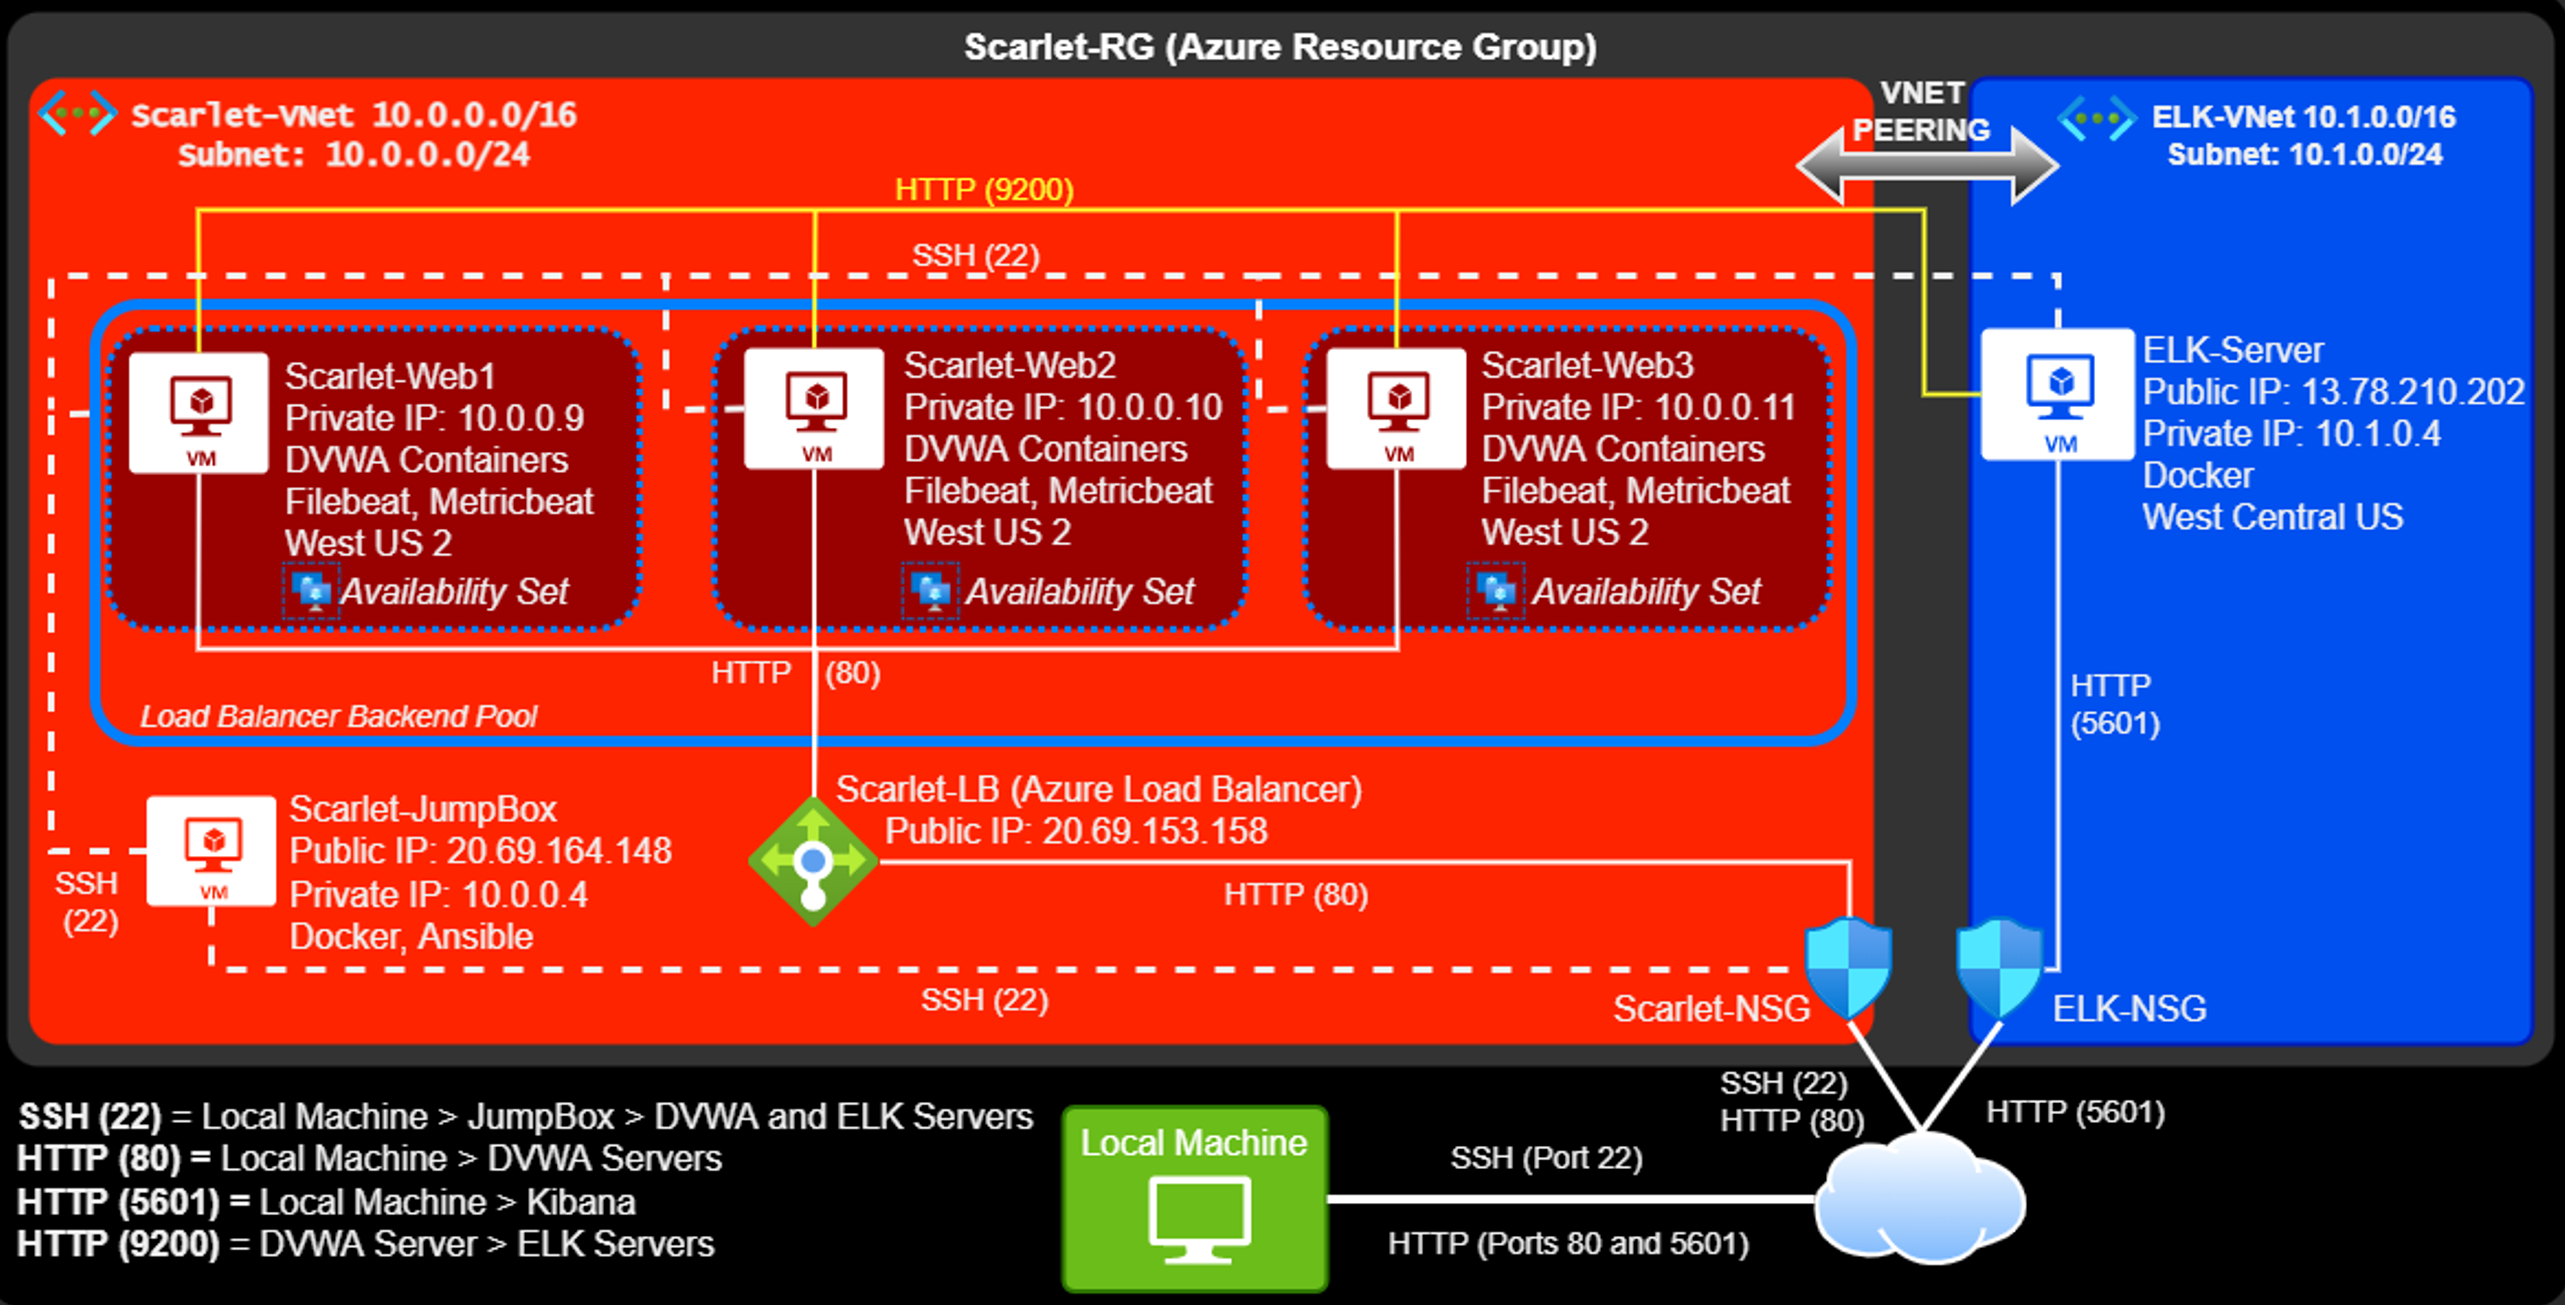 Scarlet-RG (Azure Resource Group)
Scarlet-VNet 10.0.0.0/16
Subnet: 10.0.0.0/24
VNET
PEERING
ELK-VNet 10.1.0.0/16
Subnet: 10.1.0.0/24
HTTP (9200)
SSH (22)
VM
Scarlet-Web1
Private IP: 10.0.0.9
DVWA Containers
Filebeat, Metricbeat
West US 2
Availability Set
VM
Scarlet-Web2
Private IP: 10.0.0.10
DVWA Containers
Filebeat, Metricbeat
West US 2
Availability Set
VM
Scarlet-Web3
Private IP: 10.0.0.11
DVWA Containers
Filebeat, Metricbeat
West US 2
Availability Set
VM
ELK-Server
Public IP: 13.78.210.202
Private IP: 10.1.0.4
Docker
West Central US
HTTP (80)
Load Balancer Backend Pool
HTTP
(5601)
VM
Scarlet-JumpBox
Public IP: 20.69.164.148
Private IP: 10.0.0.4
Docker, Ansible
SSH
(22)
Scarlet-LB (Azure Load Balancer)
Public IP: 20.69.153.158
HTTP (80)
SSH (22)
Scarlet-NSG
ELK-NSG
SSH (22)
HTTP (80)
HTTP (5601)
SSH (22) = Local Machine > JumpBox > DVWA and ELK Servers
HTTP (80) = Local Machine > DVWA Servers
HTTP (5601) = Local Machine > Kibana
HTTP (9200) = DVWA Server > ELK Servers
Local Machine
SSH (Port 22)
HTTP (Ports 80 and 5601)